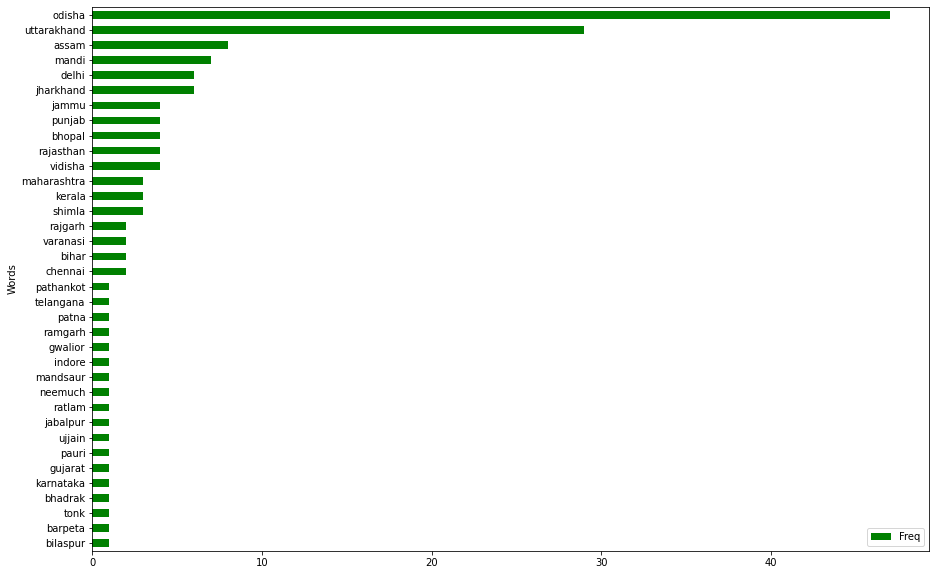 odisha
uttarakhand
assam
mandi
delhi
jharkhand
jammu
punjab
bhopal
rajasthan
vidisha
maharashtra
kerala
shimla
rajgarh
varanasi
bihar
chennai
pathankot
telangana
patna
ramgarh
gwalior
indore
mandsaur
neemuch
ratlam
jabalpur
ujjain
pauri
gujarat
karnataka
bhadrak
tonk
barpeta
bilaspur
Words
Freq
0 10 20 30 40